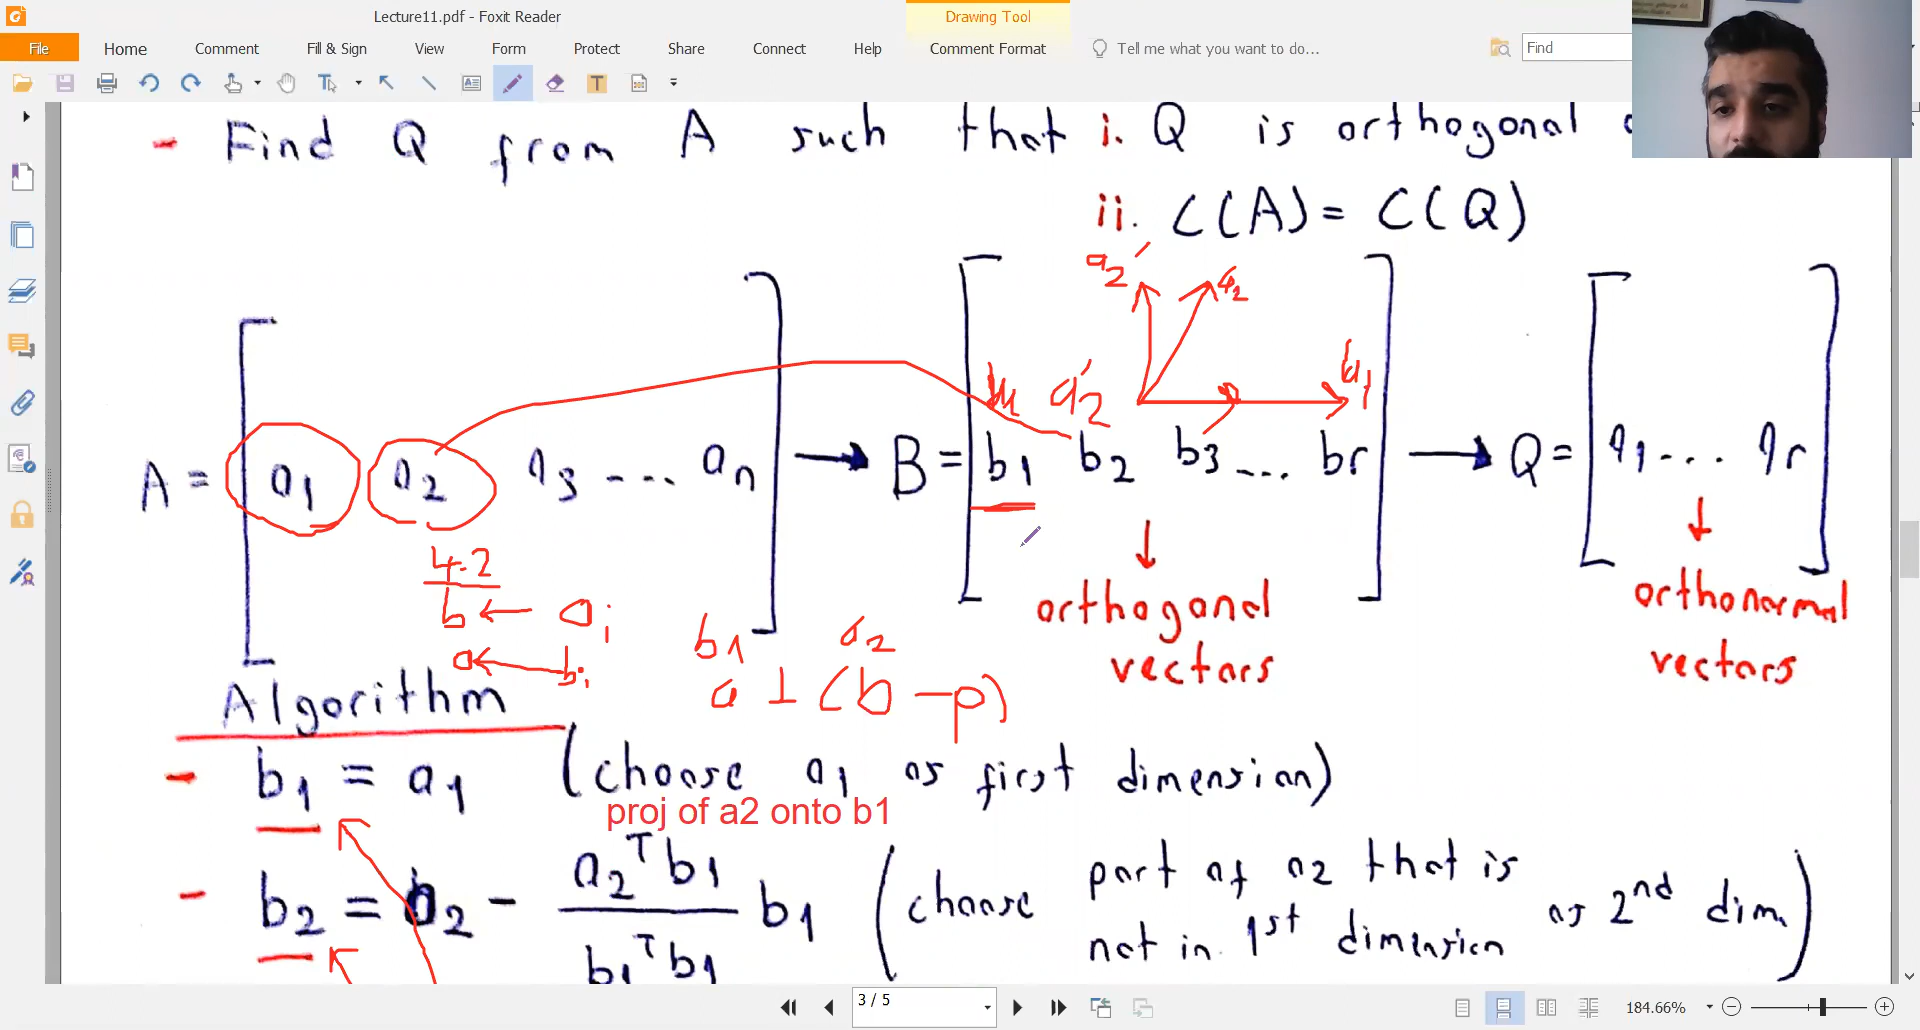 Lecture11.pdf - Foxit Reader
Drawing Tool
File Home Comment Fill & Sign View Form Protect Share Connect Help Comment Format Tell me what you want to do... Find
- Find Q from A such that i. Q is orthogonal
ii. C(A) = C(Q)
a2' a2
b1
a2'
A = [ a1 a2 a3 ... an ] → B = [ b1 b2 b3 ... br ] → Q = [ q1 ... qr ]
4.2
b ← ai
a ← bi
b1 a2
a ⊥ (b - p)
orthogonal
vectors
orthonormal
vectors
Algorithm
- b1 = a1 (choose a1 as first dimension)
proj of a2 onto b1
- b2 = a2 - a2ᵀb1 / b1ᵀb1 b1 (choose part of a2 that is not in 1st dimension as 2nd dim.)
3 / 5
184.66%